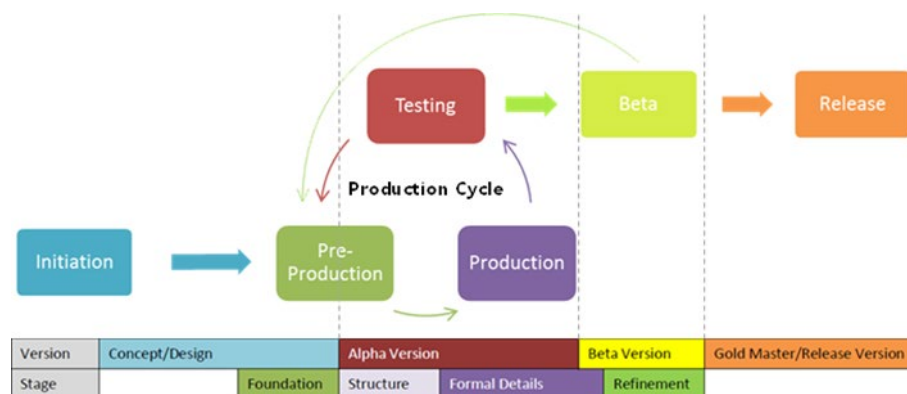 Testing
Beta
Release
Production Cycle
Initiation
Pre-
Production
Production
Version Concept/Design Alpha Version Beta Version Gold Master/Release Version
Stage Foundation Structure Formal Details Refinement